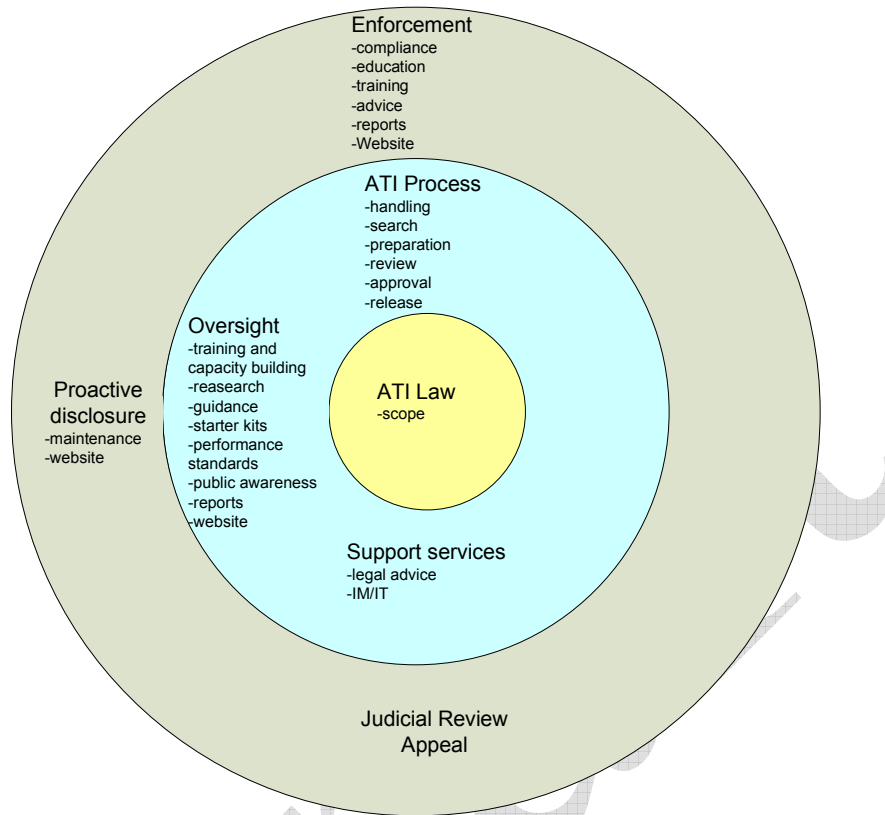 Enforcement
-compliance
-education
-training
-advice
-reports
-Website
ATI Process
-handling
-search
-preparation
-review
-approval
-release
Oversight
-training and
capacity building
-reasearch
-guidance
-starter kits
-performance
standards
-public awareness
-reports
-website
Proactive
disclosure
-maintenance
-website
ATI Law
-scope
Support services
-legal advice
-IM/IT
Judicial Review
Appeal